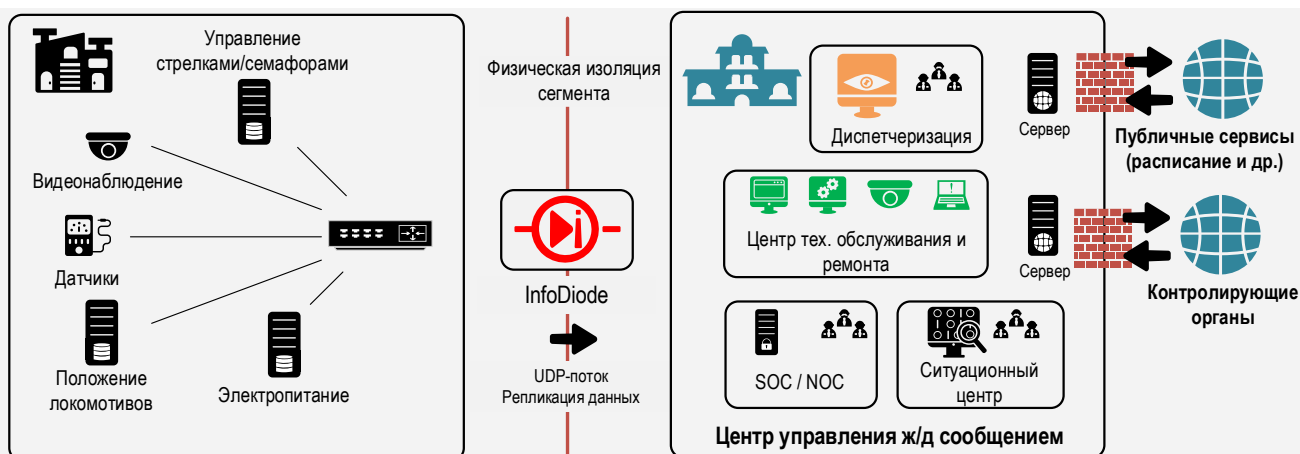 Управление
стрелками/семафорами
Видеонаблюдение
Датчики
Положение
локомотивов
Электропитание
Физическая изоляция
сегмента
InfoDiode
UDP-поток
Репликация данных
Диспетчеризация
Центр тех. обслуживания и
ремонта
SOC / NOC
Ситуационный
центр
Центр управления ж/д сообщением
Сервер
Публичные сервисы
(расписание и др.)
Сервер
Контролирующие
органы